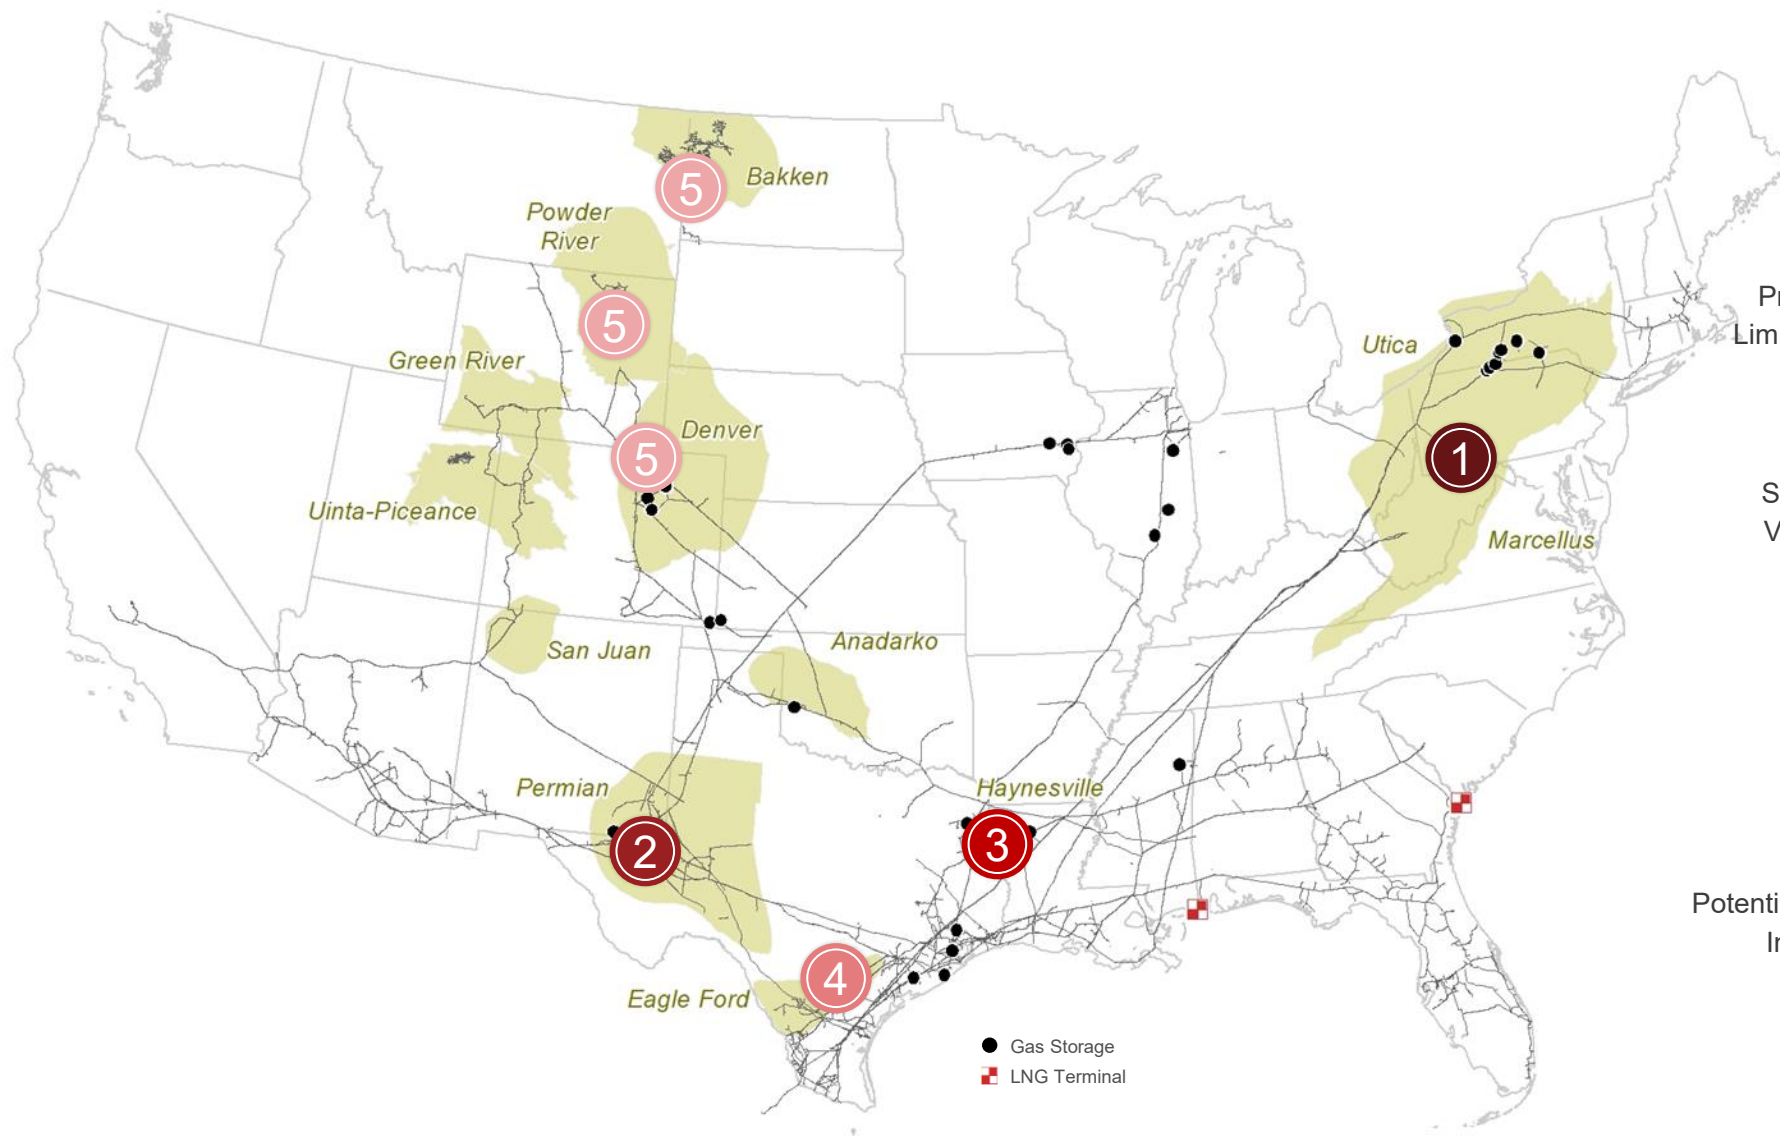 Bakken
5
Powder
River
5
Green River
Utica
Denver
5
1
Uinta-Piceance
Marcellus
San Juan
Anadarko
Permian
Haynesville
2
3
4
Eagle Ford
Gas Storage
LNG Terminal
Pr
Lim
S
V
Potenti
I